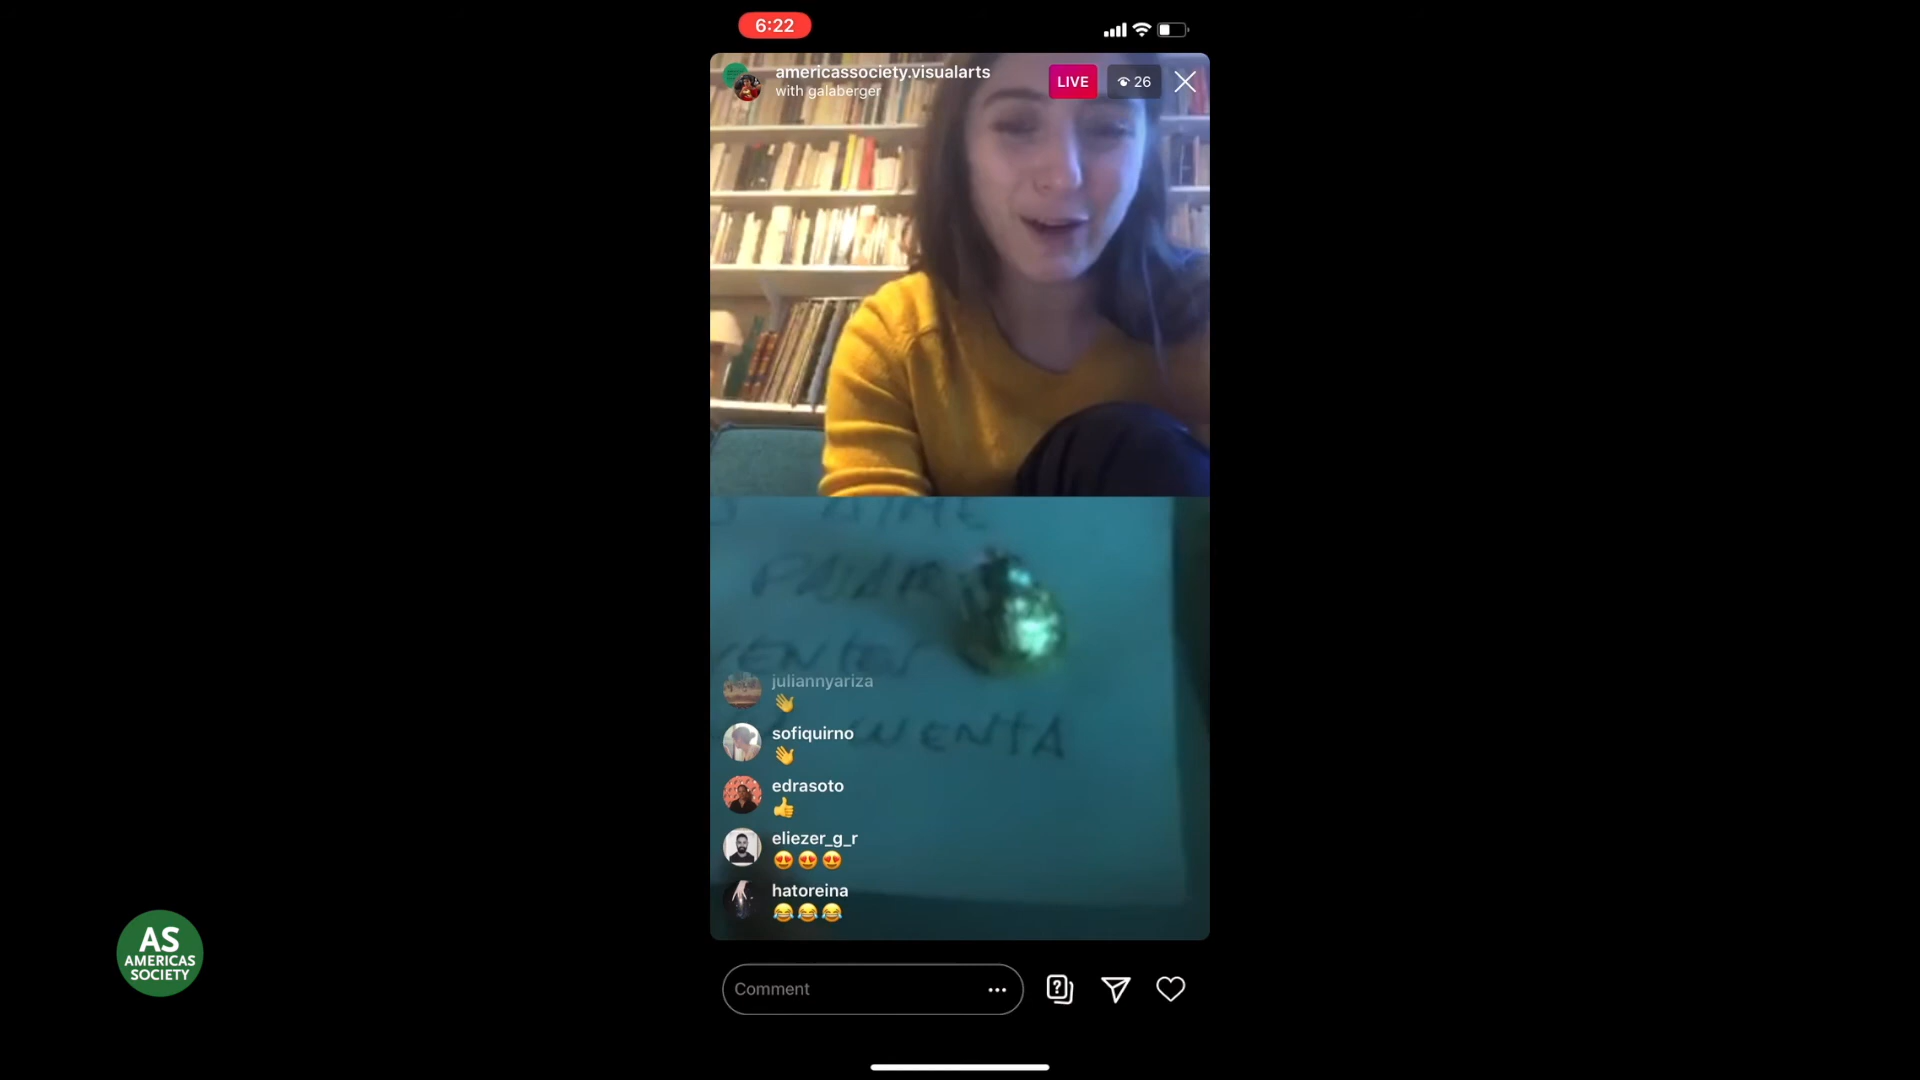 6:22
americassociety.visualarts
with galaberger
LIVE
26
juliannyariza
👋
sofiquirno
👋
edrasoto
👍
eliezer_g_r
😍😍😍
hatoreina
😂😂😂
Comment
AS
AMERICAS
SOCIETY